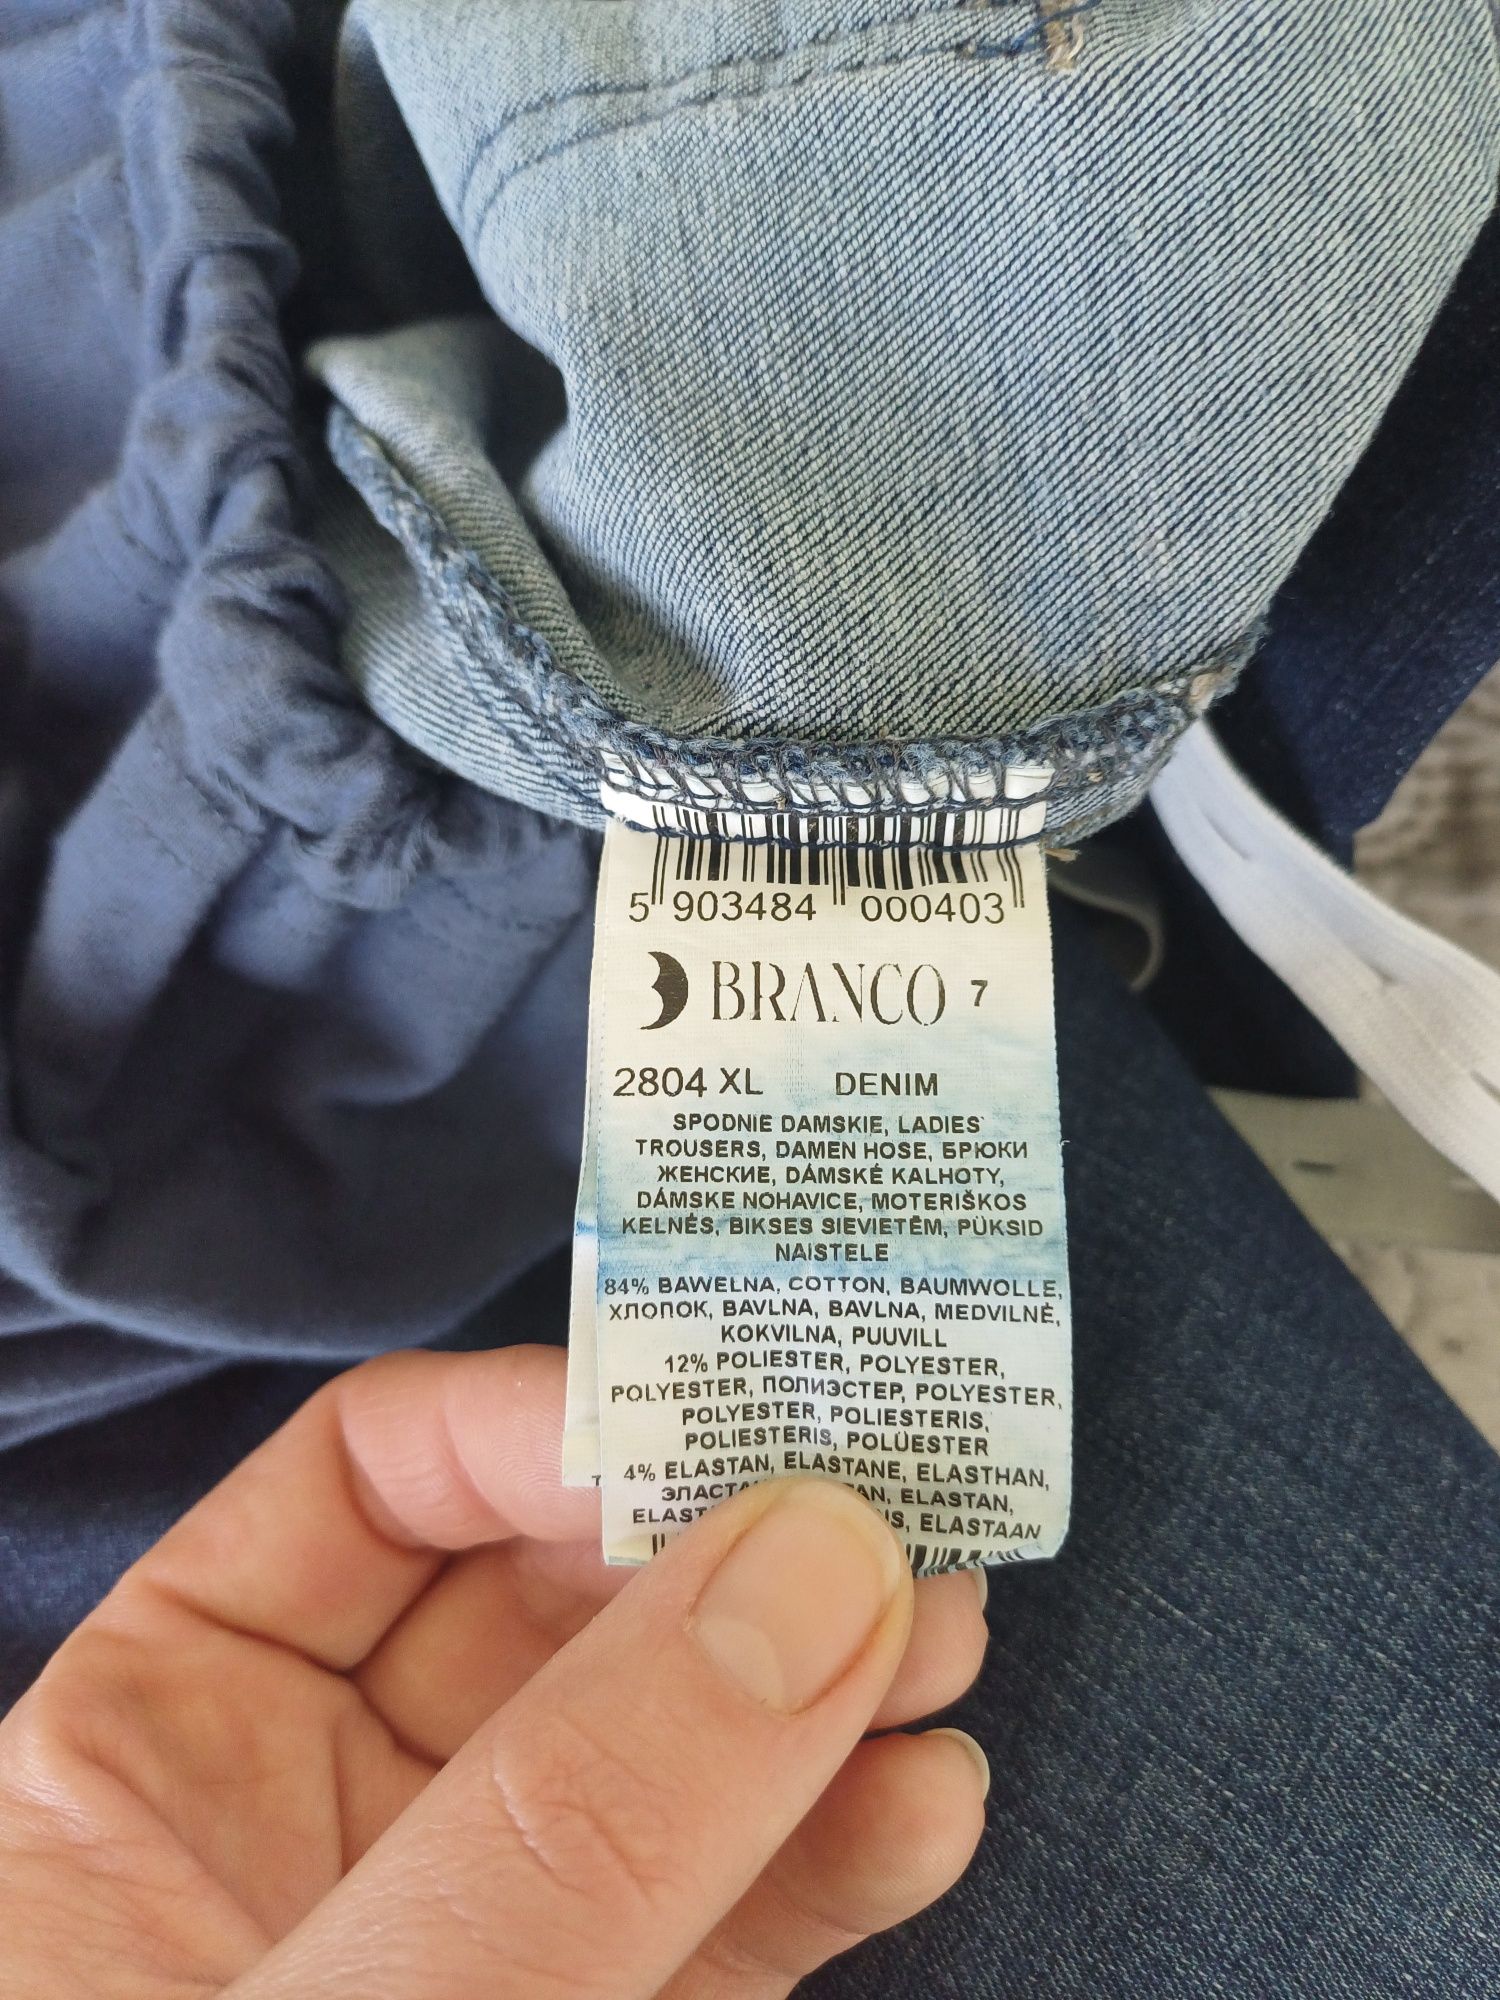 5 903484 000403
BRANCO 7
2804 XL DENIM
SPODNIE DAMSKIE, LADIES`
TROUSERS, DAMEN HOSE, БРЮКИ
ЖЕНСКИЕ, DÁMSKÉ KALHOTY,
DÁMSKE NOHAVICE, MOTERIŠKOS
KELNĖS, BIKSES SIEVIETĒM, PÜKSID
NAISTELE
84% BAWEŁNA, COTTON, BAUMWOLLE,
ХЛОПОК, BAVLNA, BAVLNA, MEDVILNĖ,
KOKVILNA, PUUVILL
12% POLIESTER, POLYESTER,
POLYESTER, ПОЛИЭСТЕР, POLYESTER,
POLYESTER, POLIESTERIS,
POLIESTERIS, POLÜESTER
4% ELASTAN, ELASTANE, ELASTHAN,
ELASTAN,
ELASTAAN